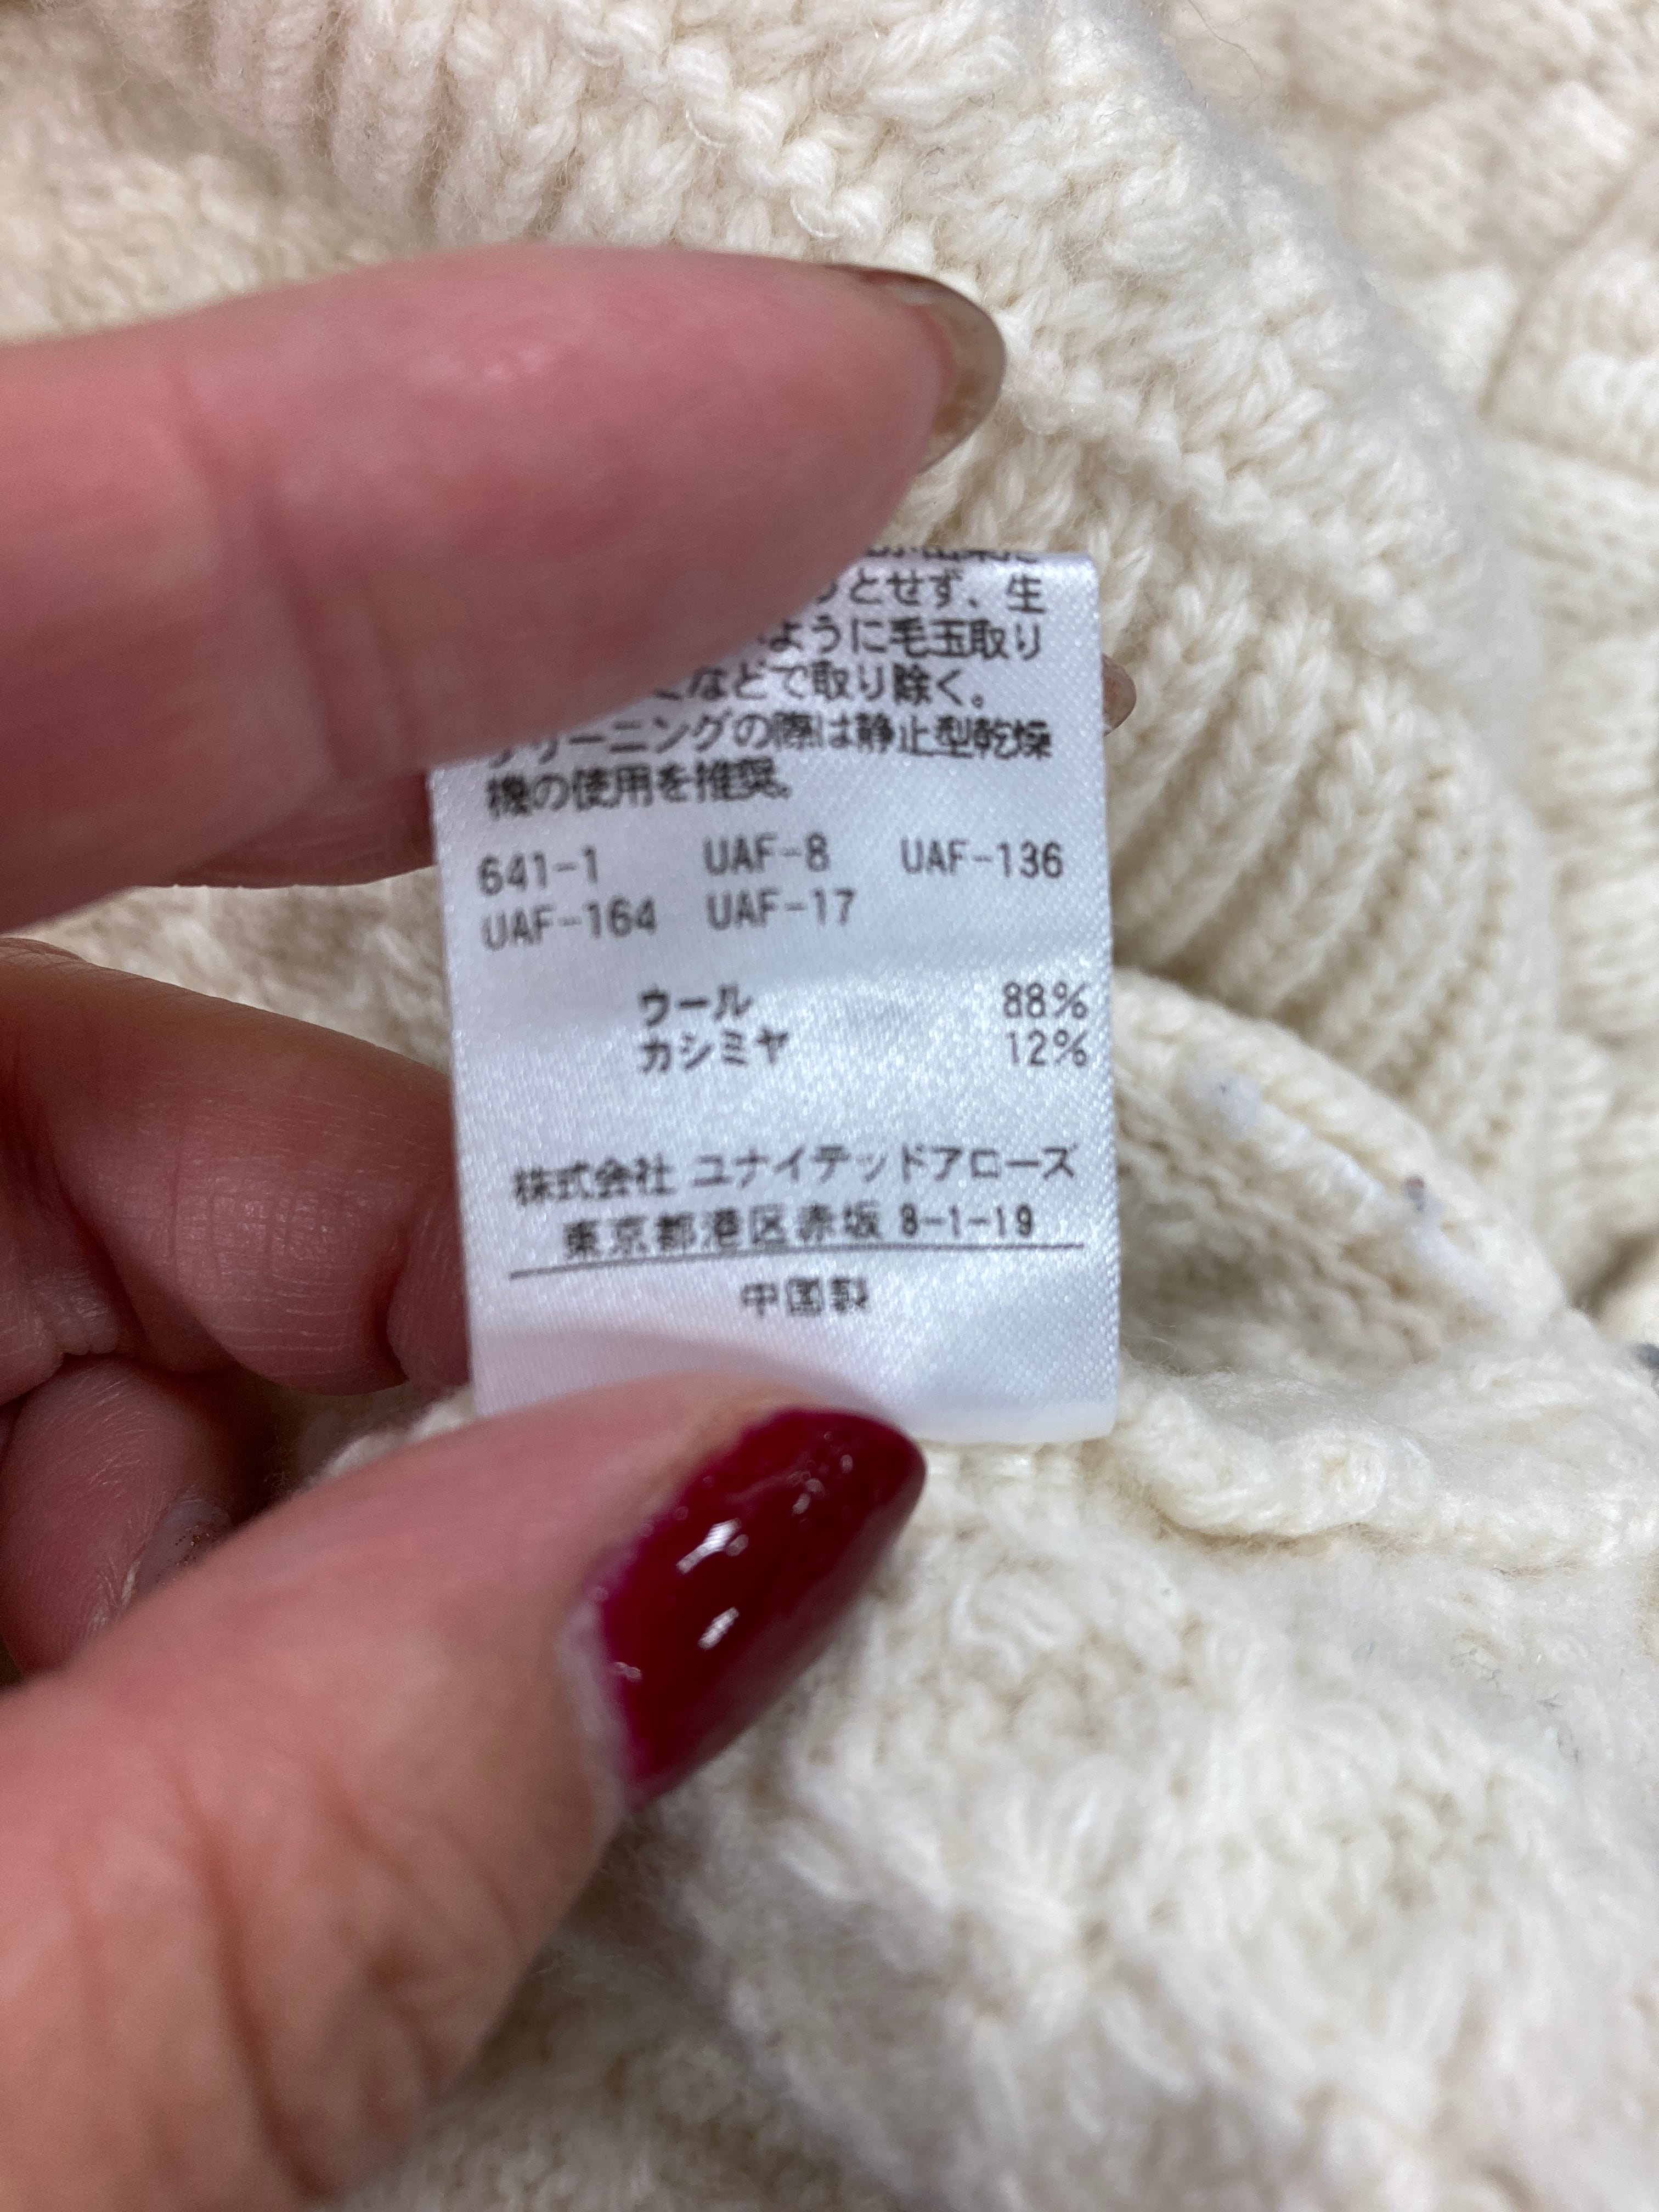 とせず、生
ように毛玉取り
などで取り除く。
クリーニングの際は静止型乾燥
機の使用を推奨。
641-1 UAF-8 UAF-136
UAF-164 UAF-17
ウール 88%
カシミヤ 12%
株式会社 ユナイテッドアローズ
東京都港区赤坂 8-1-19
中国製